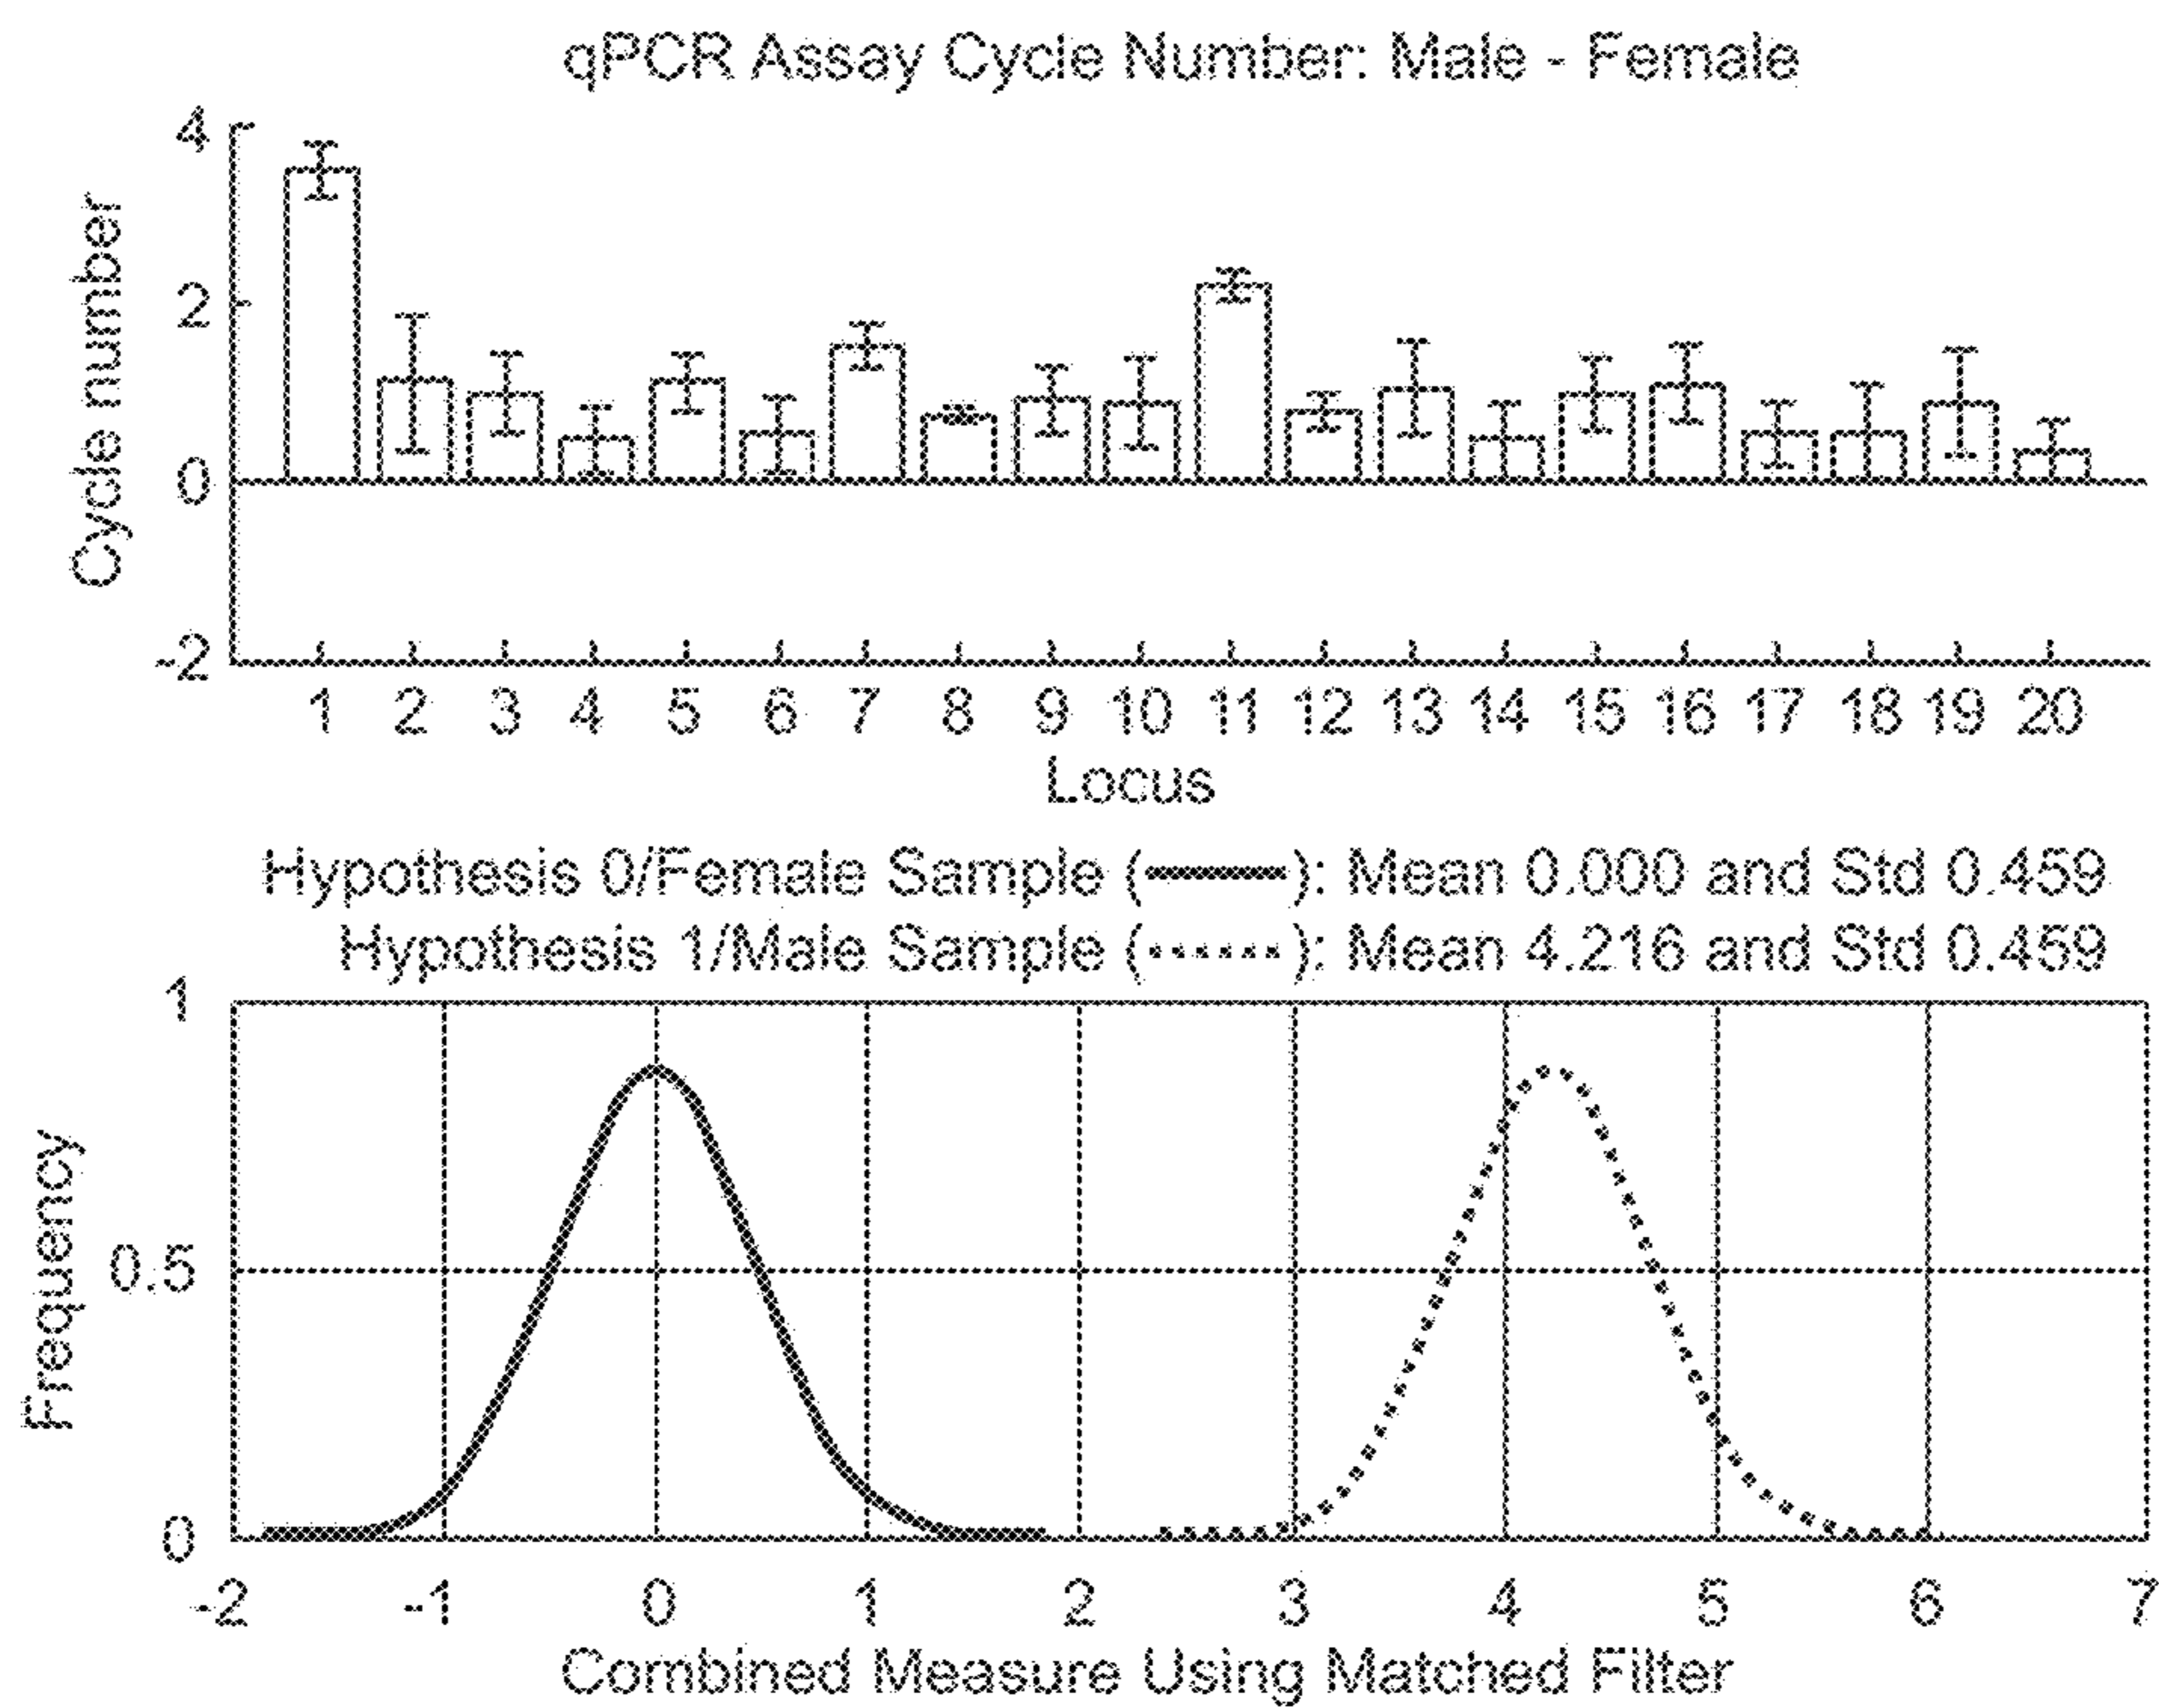 qPCR Assay Cycle Number: Male - Female
4
2
0
-2
Cycle number
1 2 3 4 5 6 7 8 9 10 11 12 13 14 15 16 17 18 19 20
Locus
Hypothesis 0/Female Sample (): Mean 0.000 and Std 0.459
Hypothesis 1/Male Sample (······): Mean 4.216 and Std 0.459
1
0.5
0
Frequency
-2 -1 0 1 2 3 4 5 6 7
Combined Measure Using Matched Filter